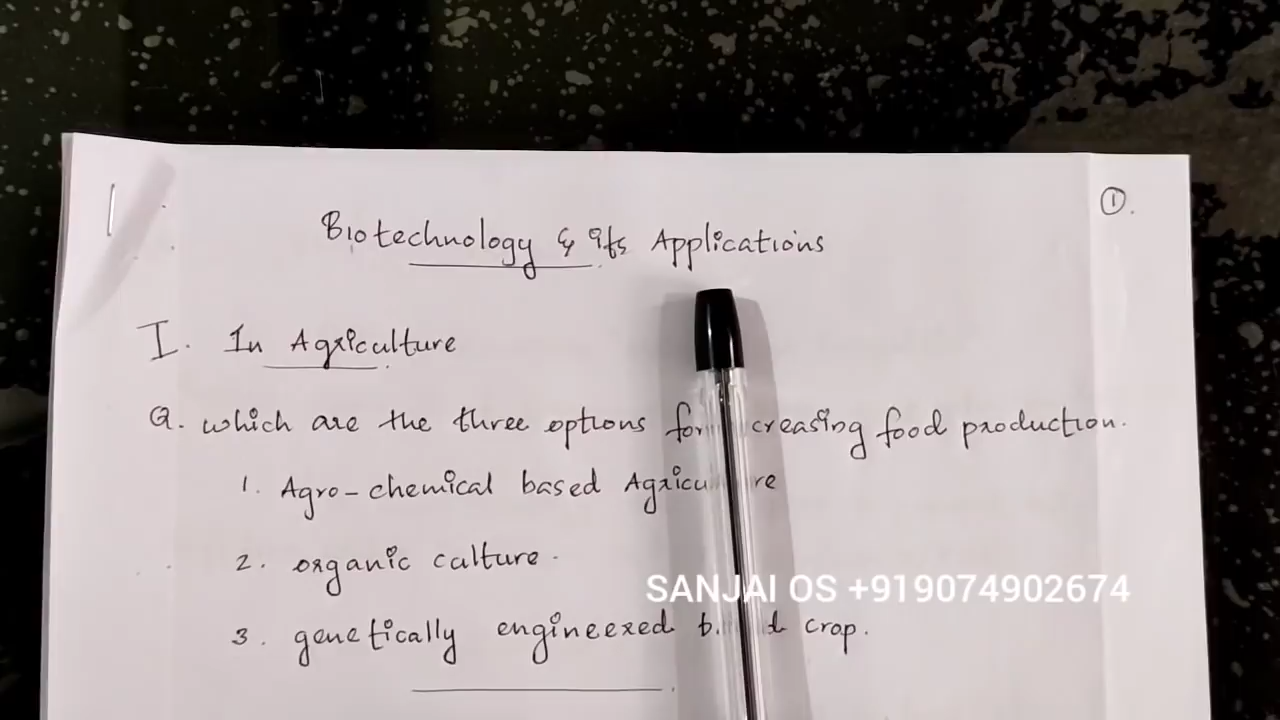 ①.
Biotechnology & its Applications
I. In Agriculture
Q. which are the three options for creasing food production.
1. Agro-chemical based Agricu re
2. organic culture.
SANJAI OS +919074902674
3. genetically engineered b d crop.